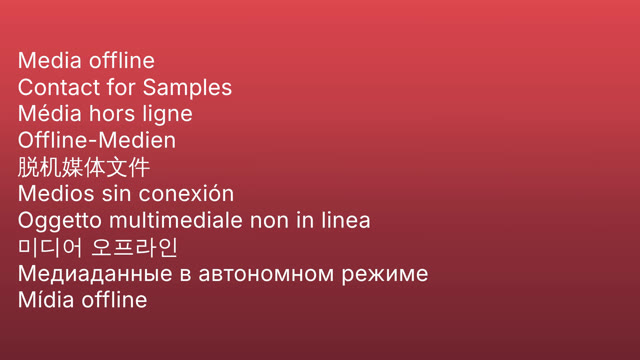 Media offline
Contact for Samples
Média hors ligne
Offline-Medien
脱机媒体文件
Medios sin conexión
Oggetto multimediale non in linea
미디어 오프라인
Медиаданные в автономном режиме
Mídia offline